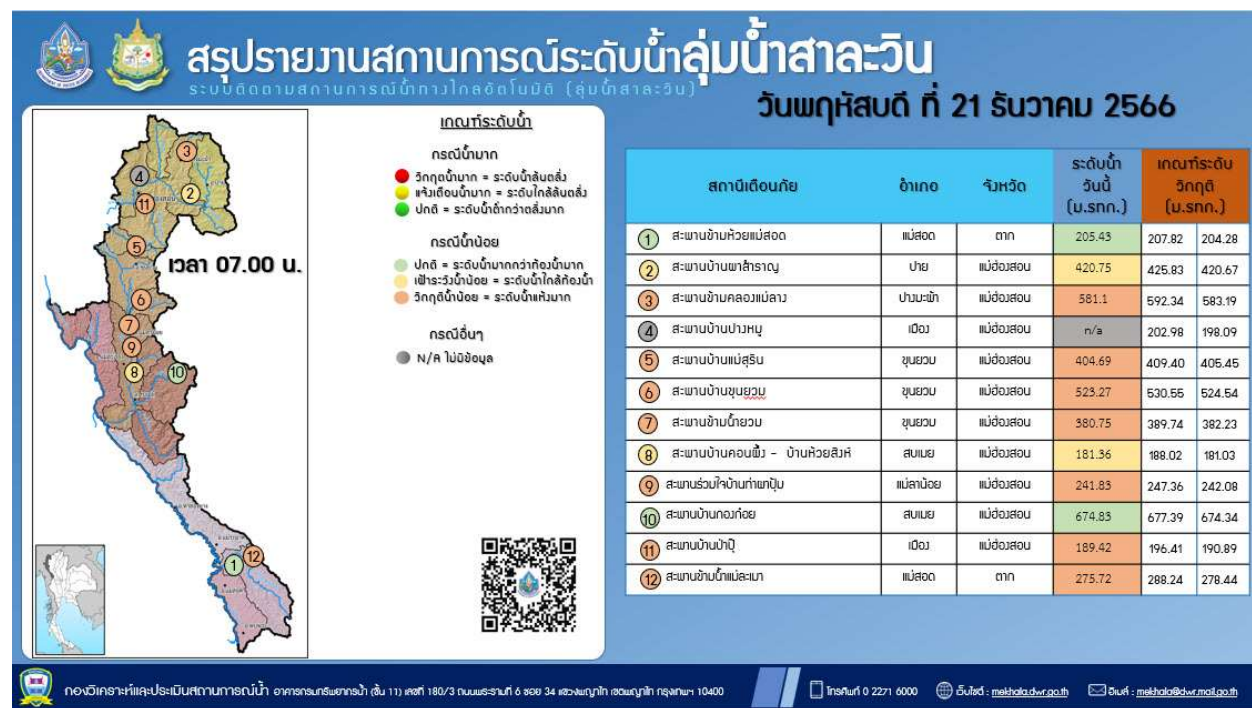 สรุปรายงานสถานการณ์ระดับน้ำลุ่มน้ำสาละวิน
ระบบติดตามสถานการณ์น้ำทางไกลอัตโนมัติ (ลุ่มน้ำสาละวิน)
วันพฤหัสบดี ที่ 21 ธันวาคม 2566
เวลา 07.00 น.
เกณฑ์ระดับน้ำ
กรณีน้ำมาก
วิกฤตน้ำมาก = ระดับน้ำล้นตลิ่ง
แจ้งเตือนน้ำมาก = ระดับใกล้ล้นตลิ่ง
ปกติ = ระดับน้ำต่ำกว่าตลิ่งมาก
กรณีน้ำน้อย
ปกติ = ระดับน้ำมากกว่าท้องน้ำมาก
เฝ้าระวังน้ำน้อย = ระดับน้ำใกล้ท้องน้ำ
วิกฤติน้ำน้อย = ระดับน้ำแห้งมาก
กรณีอื่นๆ
N/A ไม่มีข้อมูล
3
4
2
11
5
6
7
9
8
10
12
1
สถานีเตือนภัย อำเภอ จังหวัด ระดับน้ำวันนี้ (ม.รทก.) เกณฑ์ระดับวิกฤติ (ม.รทก.)
1 สะพานข้ามห้วยแม่สอด แม่สอด ตาก 205.43 207.82 204.28
2 สะพานบ้านผาสำราญ ปาย แม่ฮ่องสอน 420.75 425.83 420.67
3 สะพานข้ามคลองแม่ลาง ปางมะผ้า แม่ฮ่องสอน 581.1 592.34 583.19
4 สะพานบ้านปางหมู เมือง แม่ฮ่องสอน n/a 202.98 198.09
5 สะพานบ้านแม่สุริน ขุนยวม แม่ฮ่องสอน 404.69 409.40 405.45
6 สะพานบ้านขุนยวม ขุนยวม แม่ฮ่องสอน 523.27 530.55 524.54
7 สะพานข้ามน้ำยวม ขุนยวม แม่ฮ่องสอน 380.75 389.74 382.23
8 สะพานบ้านคอนผึ้ง - บ้านห้วยสิงห์ สบเมย แม่ฮ่องสอน 181.36 188.02 181.03
9 สะพานร่วมใจบ้านท่าผาปุ้ม แม่ลาน้อย แม่ฮ่องสอน 241.83 247.36 242.08
10 สะพานบ้านกองก๋อย สบเมย แม่ฮ่องสอน 674.83 677.39 674.34
11 สะพานบ้านป่าปุ๊ เมือง แม่ฮ่องสอน 189.42 196.41 190.89
12 สะพานข้ามน้ำแม่ละเมา แม่สอด ตาก 275.72 288.24 278.44
กองวิเคราะห์และประเมินสถานการณ์น้ำ อาคารกรมทรัพยากรน้ำ (ชั้น 11) เลขที่ 180/3 ถนนพระรามที่ 6 ซอย 34 แขวงพญาไท เขตพญาไท กรุงเทพฯ 10400 โทรศัพท์ 0 2271 6000 เว็บไซต์ : mekhala.dwr.go.th อีเมล์ : mekhala@dwr.mail.go.th